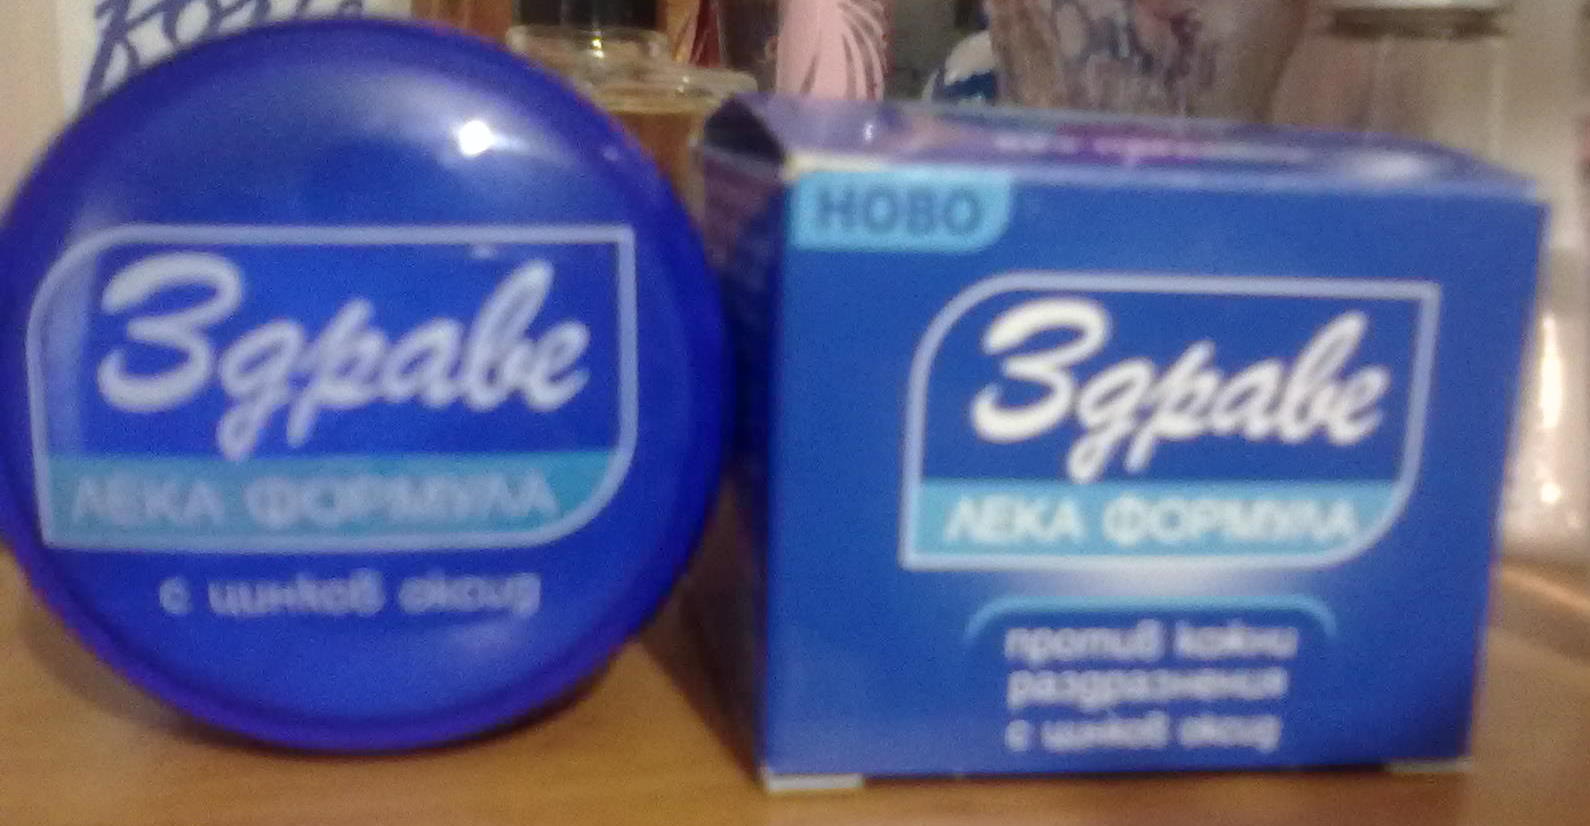 Здраве
ЛЕКА ФОРМУЛА
с цинков оксид
НОВО
Здраве
ЛЕКА ФОРМУЛА
против кожни
раздразнения
с цинков оксид